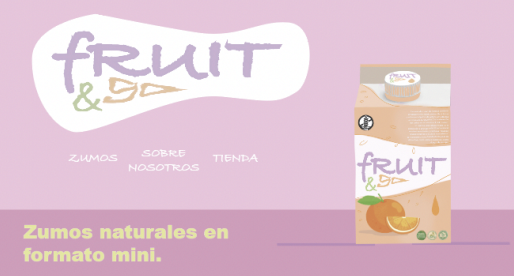 fRUIT
& go
ZUMOS
SOBRE
NOSOTROS
TIENDA
Zumos naturales en
formato mini.
FRUIT
fRUIT
& go